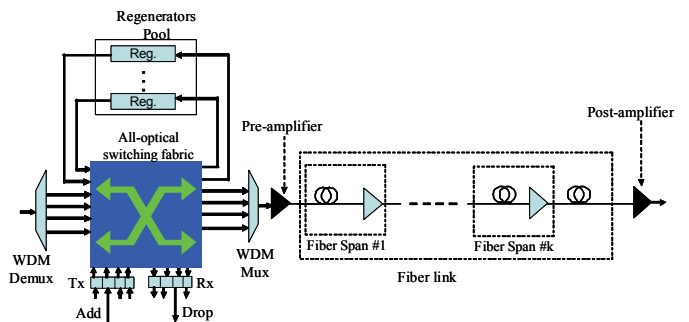 Regenerators
Pool
Reg.
Reg.
All-optical
switching fabric
Pre-amplifier
Post-amplifier
Fiber Span #1
Fiber Span #k
Fiber link
WDM
Demux
WDM
Mux
Tx
Rx
Add
Drop